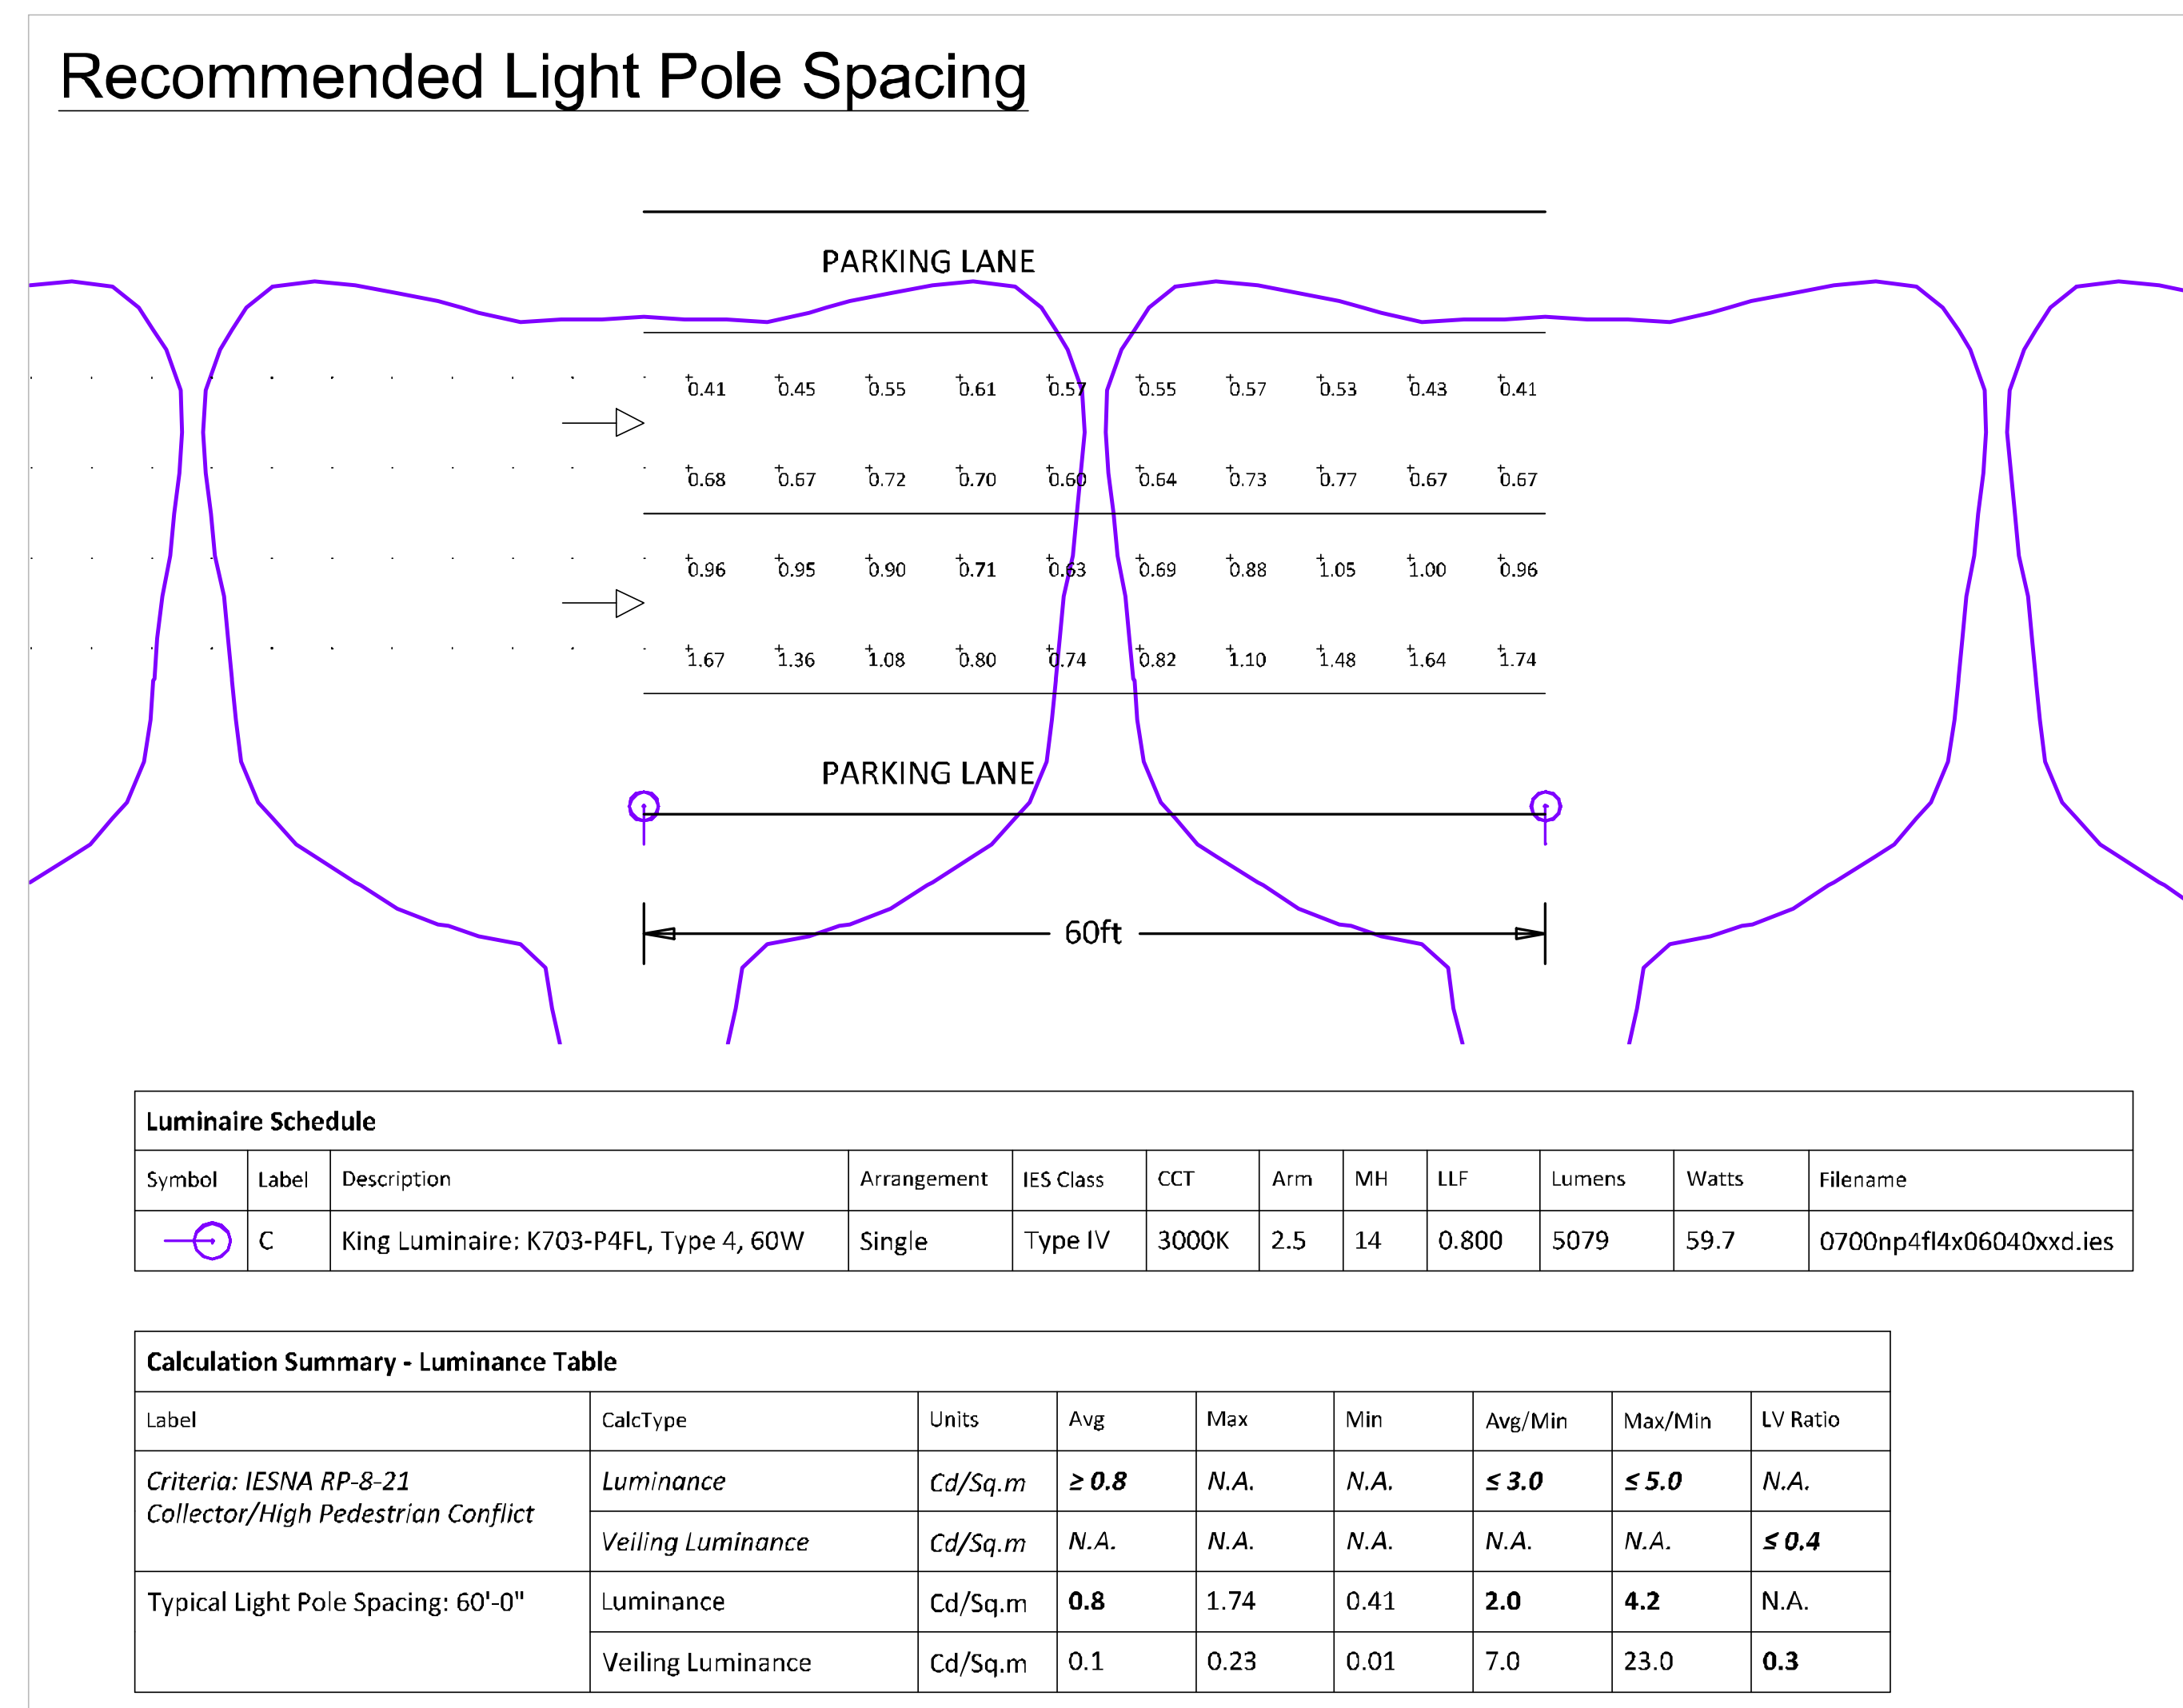 Recommended Light Pole Spacing
PARKING LANE
0.41 0.45 0.55 0.61 0.57 0.55 0.57 0.53 0.43 0.41
0.68 0.67 0.72 0.70 0.60 0.64 0.73 0.77 0.67 0.67
0.96 0.95 0.90 0.71 0.63 0.69 0.88 1.05 1.00 0.96
1.67 1.36 1.08 0.80 0.74 0.82 1.10 1.48 1.64 1.74
PARKING LANE
60ft
Luminaire Schedule
Symbol Label Description Arrangement IES Class CCT Arm MH LLF Lumens Watts Filename
C King Luminaire: K703-P4FL, Type 4, 60W Single Type IV 3000K 2.5 14 0.800 5079 59.7 0700np4fl4x06040xxd.ies
Calculation Summary - Luminance Table
Label CalcType Units Avg Max Min Avg/Min Max/Min LV Ratio
Criteria: IESNA RP-8-21 Luminance Cd/Sq.m ≥ 0.8 N.A. N.A. ≤ 3.0 ≤ 5.0 N.A.
Collector/High Pedestrian Conflict
Veiling Luminance Cd/Sq.m N.A. N.A. N.A. N.A. N.A. ≤ 0.4
Typical Light Pole Spacing: 60'-0" Luminance Cd/Sq.m 0.8 1.74 0.41 2.0 4.2 N.A.
Veiling Luminance Cd/Sq.m 0.1 0.23 0.01 7.0 23.0 0.3